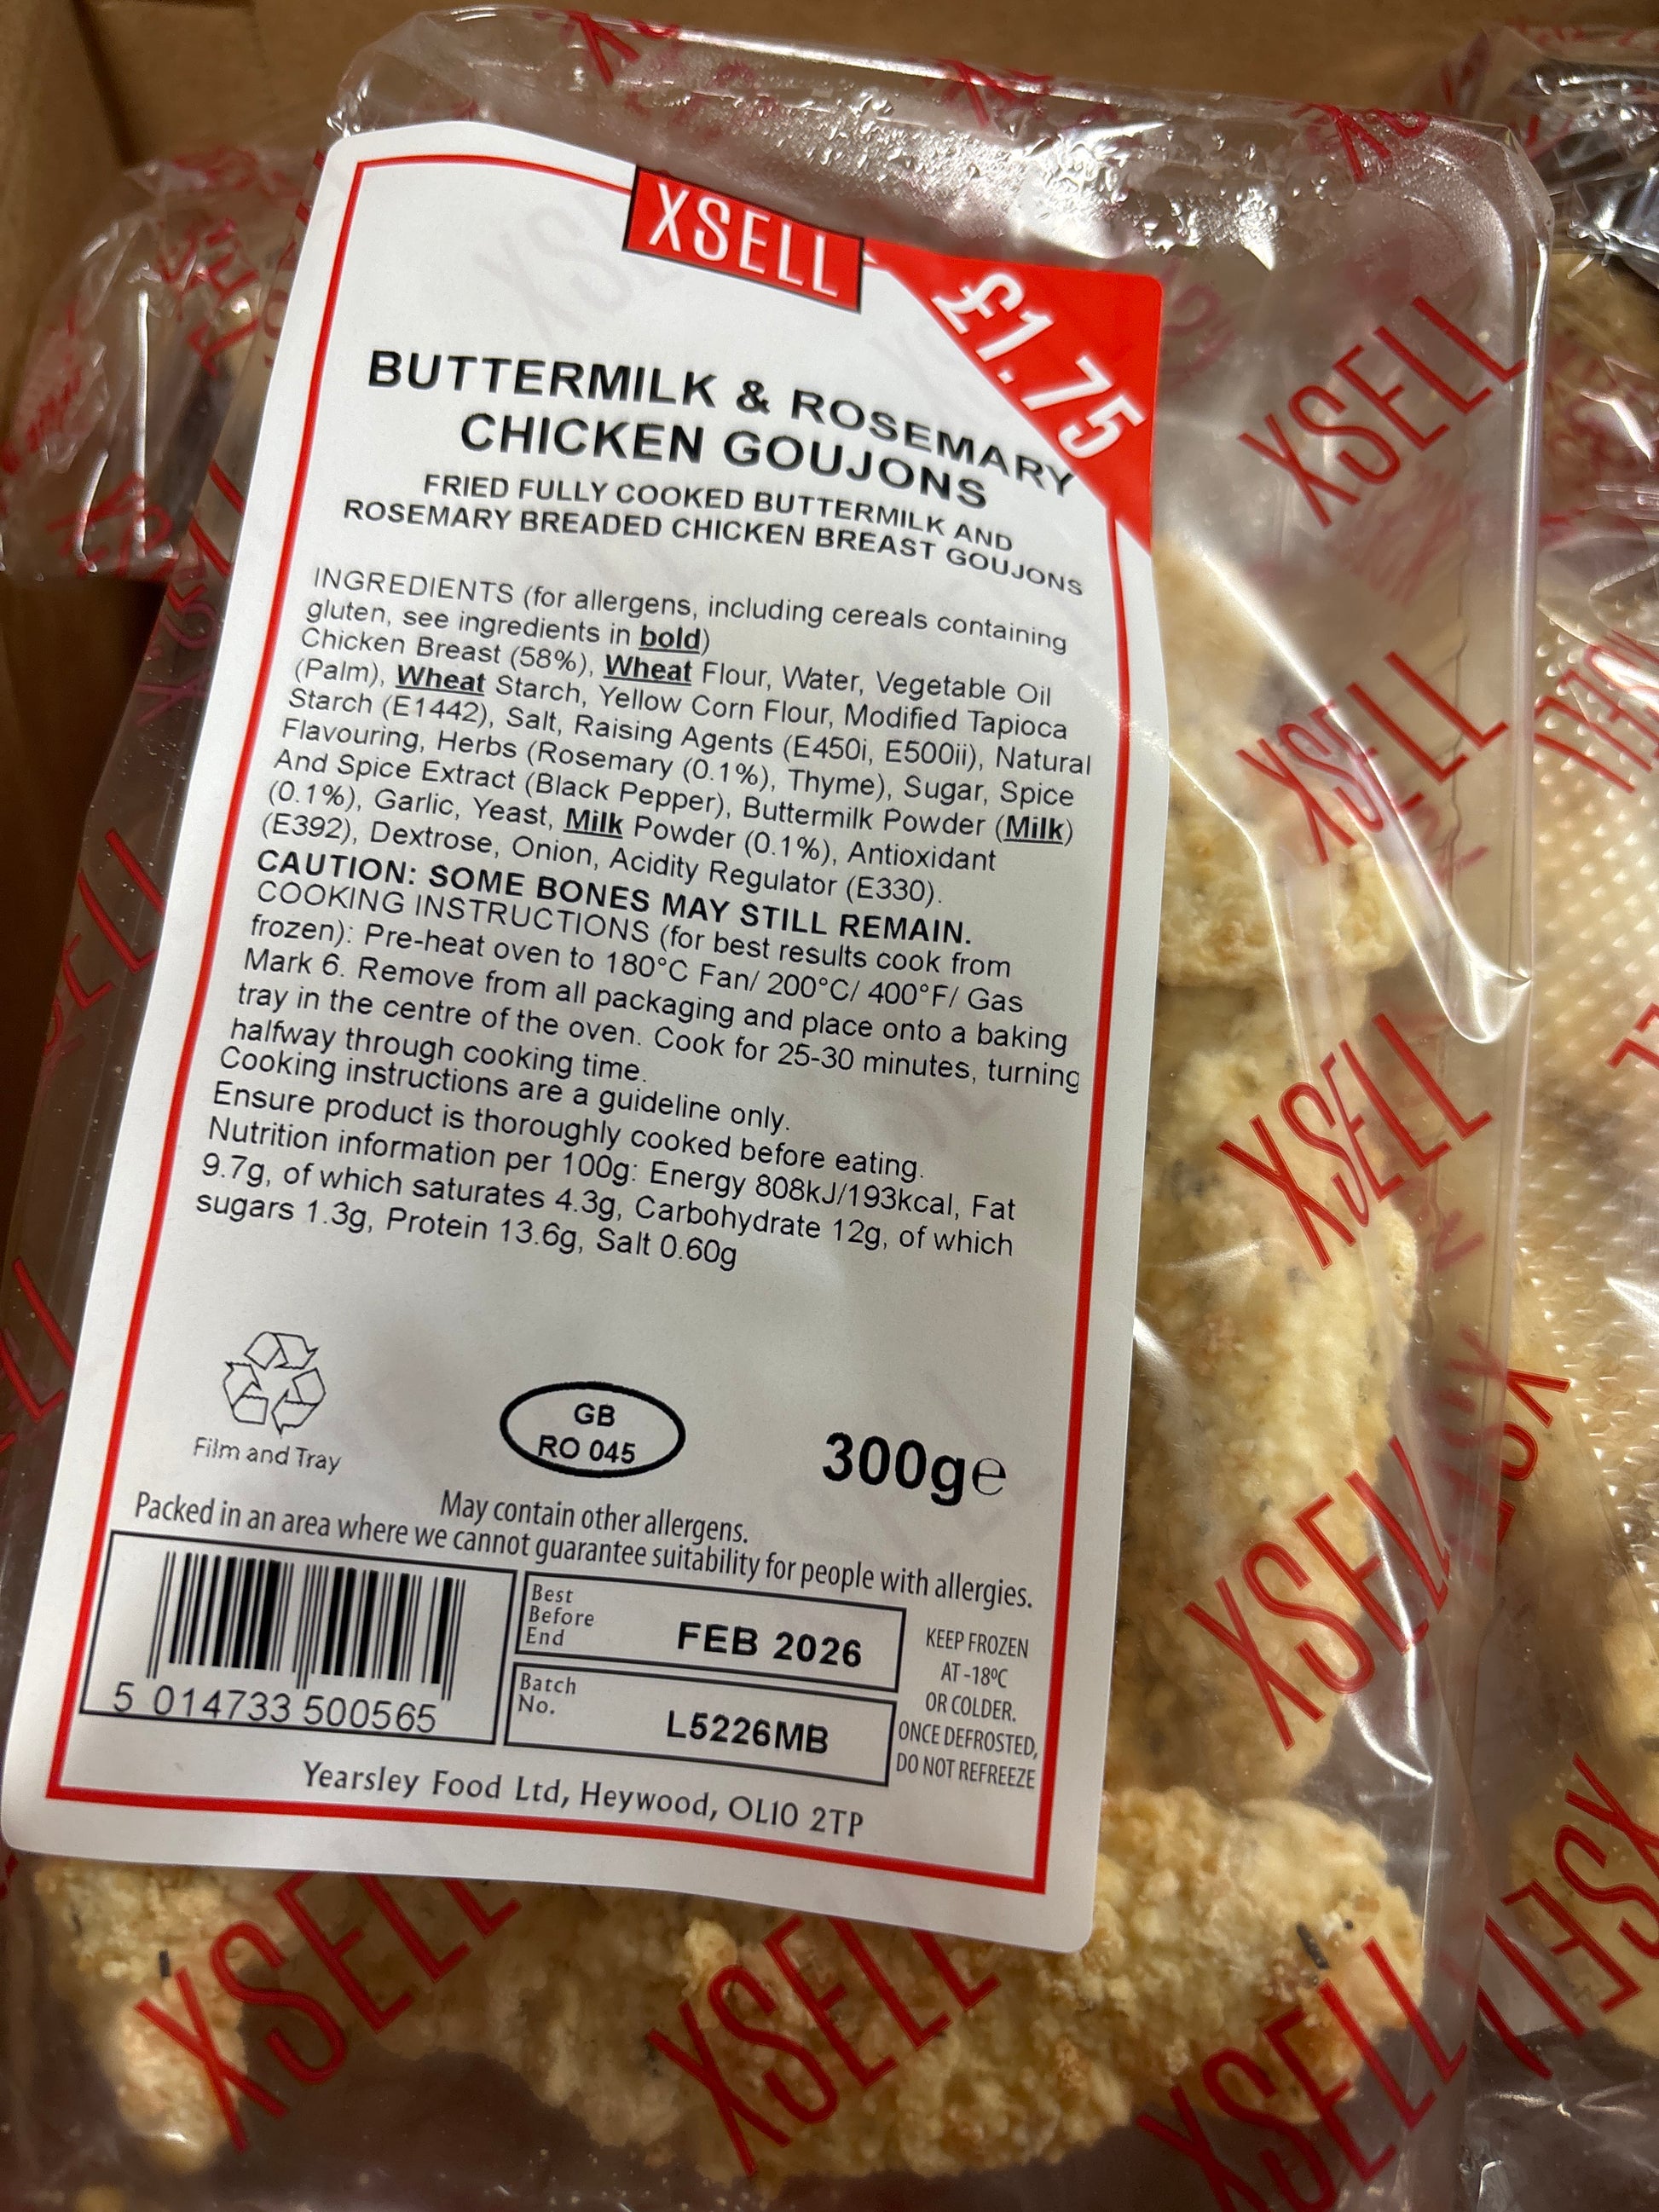 XSELL
£1.75
BUTTERMILK & ROSEMARY
CHICKEN GOUJONS
FRIED FULLY COOKED BUTTERMILK AND
ROSEMARY BREADED CHICKEN BREAST GOUJONS
INGREDIENTS (for allergens, including cereals containing
gluten, see ingredients in bold)
Chicken Breast (58%), Wheat Flour, Water, Vegetable Oil
(Palm), Wheat Starch, Yellow Corn Flour, Modified Tapioca
Starch (E1442), Salt, Raising Agents (E450i, E500ii), Natural
Flavouring, Herbs (Rosemary (0.1%), Thyme), Sugar, Spice
And Spice Extract (Black Pepper), Buttermilk Powder (Milk)
(0.1%), Garlic, Yeast, Milk Powder (0.1%), Antioxidant
(E392), Dextrose, Onion, Acidity Regulator (E330).
CAUTION: SOME BONES MAY STILL REMAIN.
COOKING INSTRUCTIONS (for best results cook from
frozen): Pre-heat oven to 180°C Fan/ 200°C/ 400°F/ Gas
Mark 6. Remove from all packaging and place onto a baking
tray in the centre of the oven. Cook for 25-30 minutes, turning
halfway through cooking time.
Cooking instructions are a guideline only.
Ensure product is thoroughly cooked before eating.
Nutrition information per 100g: Energy 808kJ/193kcal, Fat
9.7g, of which saturates 4.3g, Carbohydrate 12g, of which
sugars 1.3g, Protein 13.6g, Salt 0.60g
Film and Tray
GB
RO 045
300g℮
May contain other allergens.
Packed in an area where we cannot guarantee suitability for people with allergies.
5 014733 500565
Best
Before
End
FEB 2026
Batch
No.
L5226MB
KEEP FROZEN
AT -18ºC
OR COLDER.
ONCE DEFROSTED,
DO NOT REFREEZE
Yearsley Food Ltd, Heywood, OL10 2TP
XSELL
XSELL
XSELL
XSELL
XSELL
XSELL
XSELL